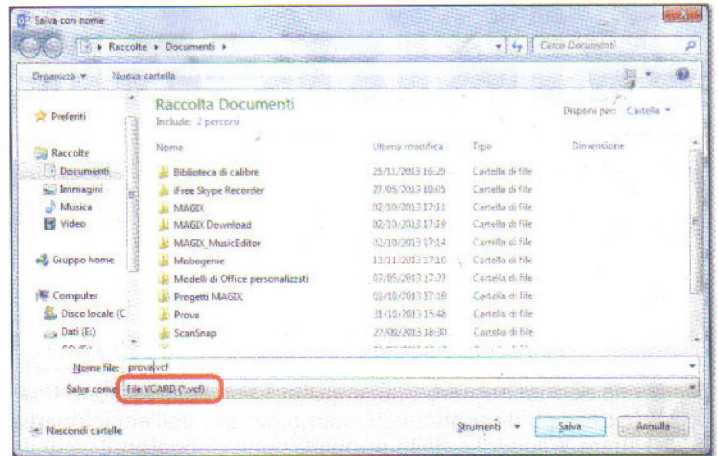 Salva con nome
Raccolte ▸ Documenti ▸ Cerca Documenti
Organizza ▾ Nuova cartella
Preferiti
Raccolte
Documenti
Immagini
Musica
Video
Gruppo home
Computer
Disco locale (C
Dati (E:)
Raccolta Documenti
Include: 2 percorsi
Disponi per: Cartella ▾
Nome Ultima modifica Tipo Dimensione
Biblioteca di calibre 25/11/2013 16:20 Cartella di file
iFree Skype Recorder 27/05/2013 10:05 Cartella di file
MAGIX 02/10/2013 17:11 Cartella di file
MAGIX Download 02/10/2013 17:19 Cartella di file
MAGIX_MusicEditor 02/10/2013 17:14 Cartella di file
Mobogenie 13/11/2013 17:10 Cartella di file
Modelli di Office personalizzati 07/05/2013 17:27 Cartella di file
Progetti MAGIX 02/10/2013 17:18 Cartella di file
Prova 31/10/2013 15:48 Cartella di file
ScanSnap 27/08/2013 18:30 Cartella di file
Nome file: prova.vcf
Salva come: File VCARD (*.vcf)
Nascondi cartelle Strumenti ▾ Salva Annulla